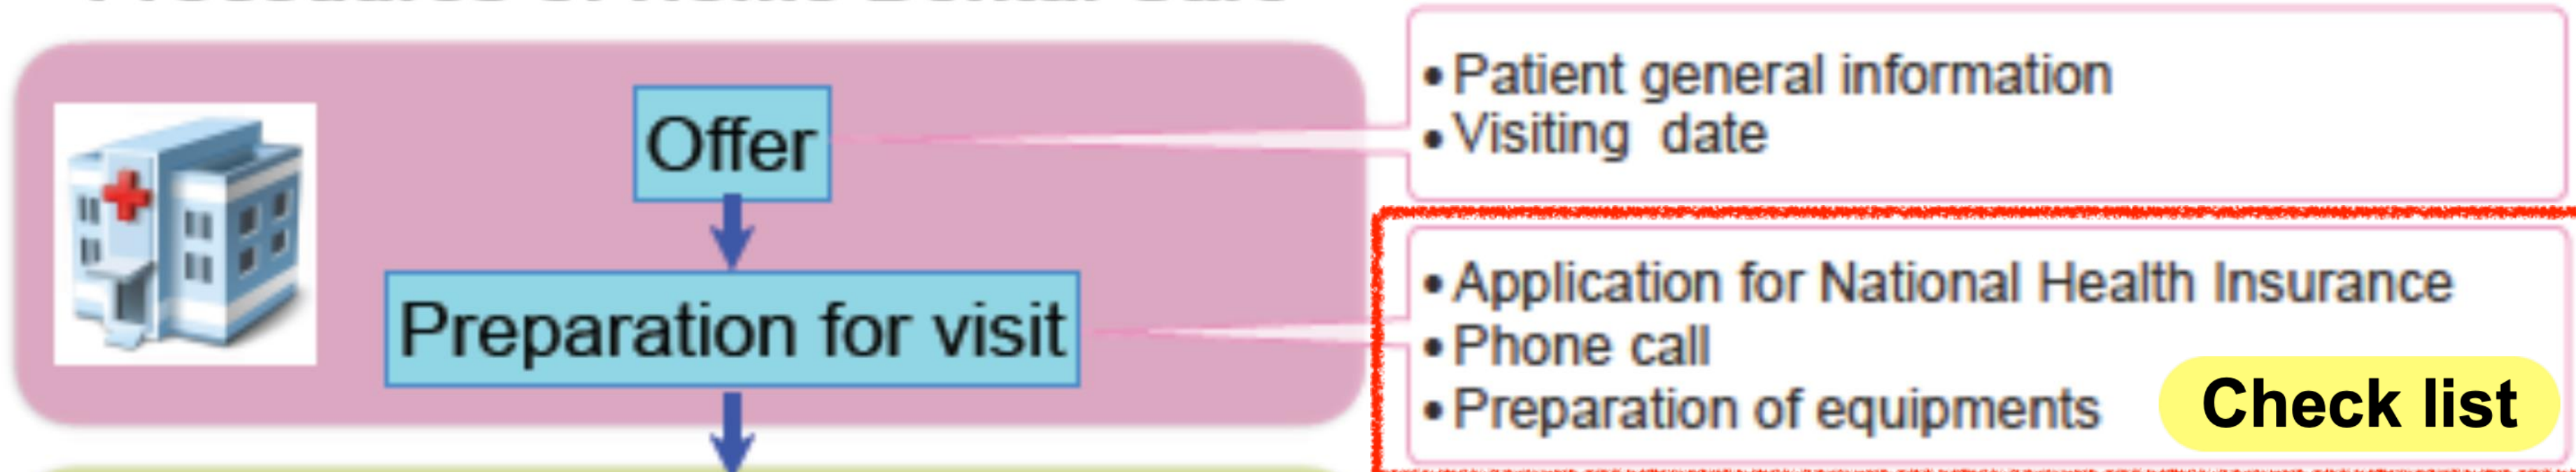 Offer
• Patient general information
• Visiting date
Preparation for visit
• Application for National Health Insurance
• Phone call
• Preparation of equipments
Check list